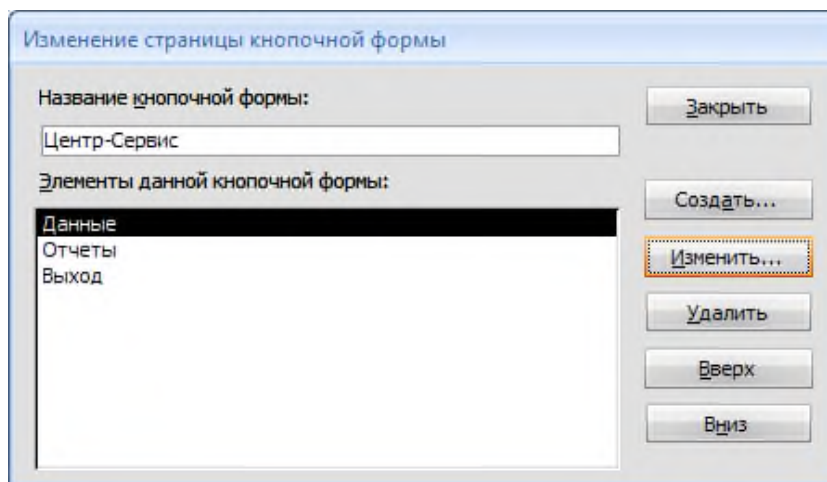 Изменение страницы кнопочной формы
Название кнопочной формы:
Закрыть
Центр-Сервис
Элементы данной кнопочной формы:
Создать...
Данные
Отчеты
Изменить...
Выход
Удалить
Вверх
Вниз